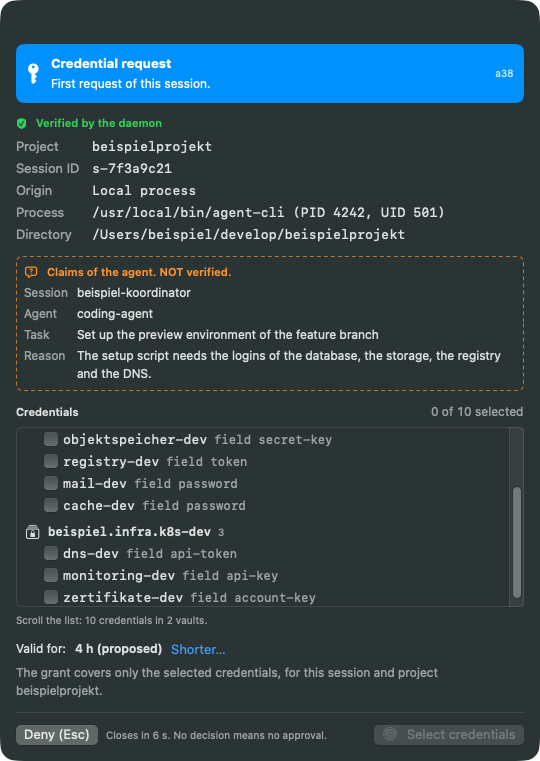 Credential request
First request of this session.
a38
Verified by the daemon
Project beispielprojekt
Session ID s-7f3a9c21
Origin Local process
Process /usr/local/bin/agent-cli (PID 4242, UID 501)
Directory /Users/beispiel/develop/beispielprojekt
Claims of the agent. NOT verified.
Session beispiel-koordinator
Agent coding-agent
Task Set up the preview environment of the feature branch
Reason The setup script needs the logins of the database, the storage, the registry
and the DNS.
Credentials 0 of 10 selected
objektspeicher-dev field secret-key
registry-dev field token
mail-dev field password
cache-dev field password
beispiel.infra.k8s-dev 3
dns-dev field api-token
monitoring-dev field api-key
zertifikate-dev field account-key
Scroll the list: 10 credentials in 2 vaults.
Valid for: 4 h (proposed) Shorter...
The grant covers only the selected credentials, for this session and project
beispielprojekt.
Deny (Esc) Closes in 6 s. No decision means no approval. Select credentials